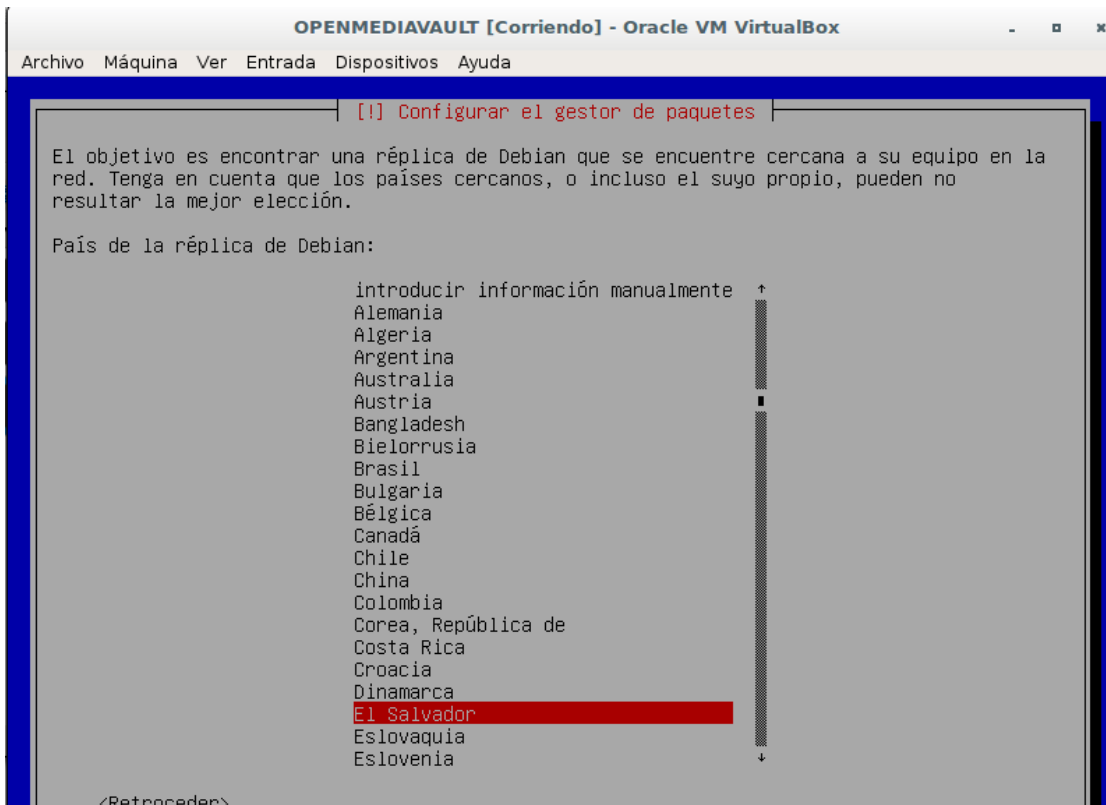 OPENMEDIAVAULT [Corriendo] - Oracle VM VirtualBox
Archivo Máquina Ver Entrada Dispositivos Ayuda
[!] Configurar el gestor de paquetes
El objetivo es encontrar una réplica de Debian que se encuentre cercana a su equipo en la
red. Tenga en cuenta que los países cercanos, o incluso el suyo propio, pueden no
resultar la mejor elección.
País de la réplica de Debian:
introducir información manualmente
Alemania
Algeria
Argentina
Australia
Austria
Bangladesh
Bielorrusia
Brasil
Bulgaria
Bélgica
Canadá
Chile
China
Colombia
Corea, República de
Costa Rica
Croacia
Dinamarca
El Salvador
Eslovaquia
Eslovenia
<Retroceder>